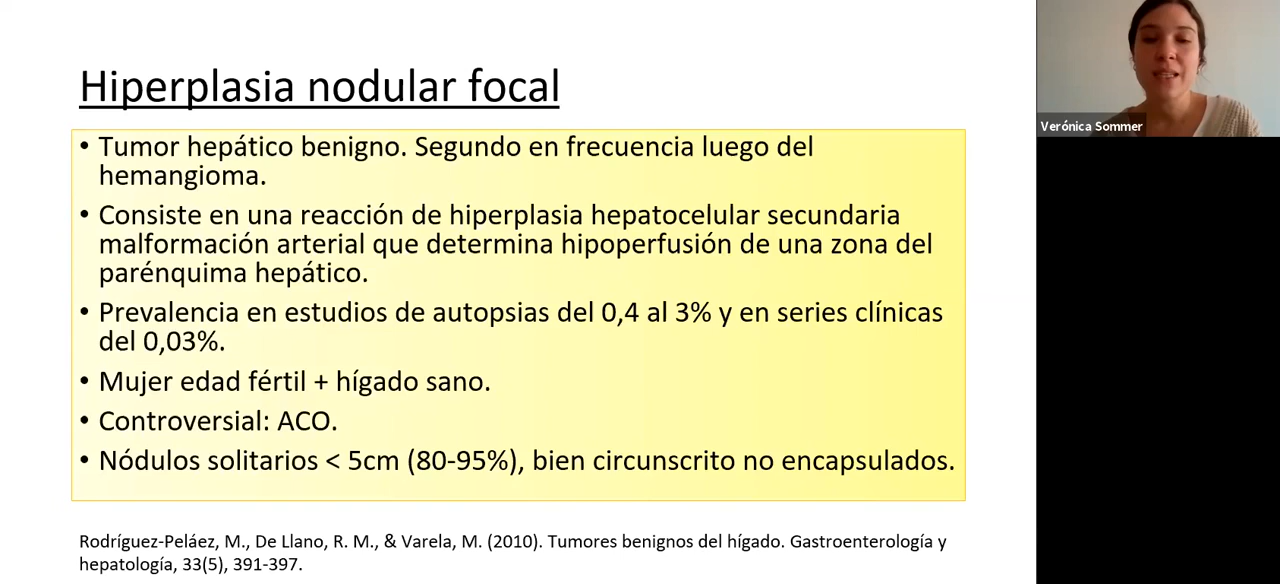 Hiperplasia nodular focal
• Tumor hepático benigno. Segundo en frecuencia luego del
hemangioma.
• Consiste en una reacción de hiperplasia hepatocelular secundaria
malformación arterial que determina hipoperfusión de una zona del
parénquima hepático.
• Prevalencia en estudios de autopsias del 0,4 al 3% y en series clínicas
del 0,03%.
• Mujer edad fértil + hígado sano.
• Controversial: ACO.
• Nódulos solitarios < 5cm (80-95%), bien circunscrito no encapsulados.
Rodríguez-Peláez, M., De Llano, R. M., & Varela, M. (2010). Tumores benignos del hígado. Gastroenterología y
hepatología, 33(5), 391-397.
Verónica Sommer